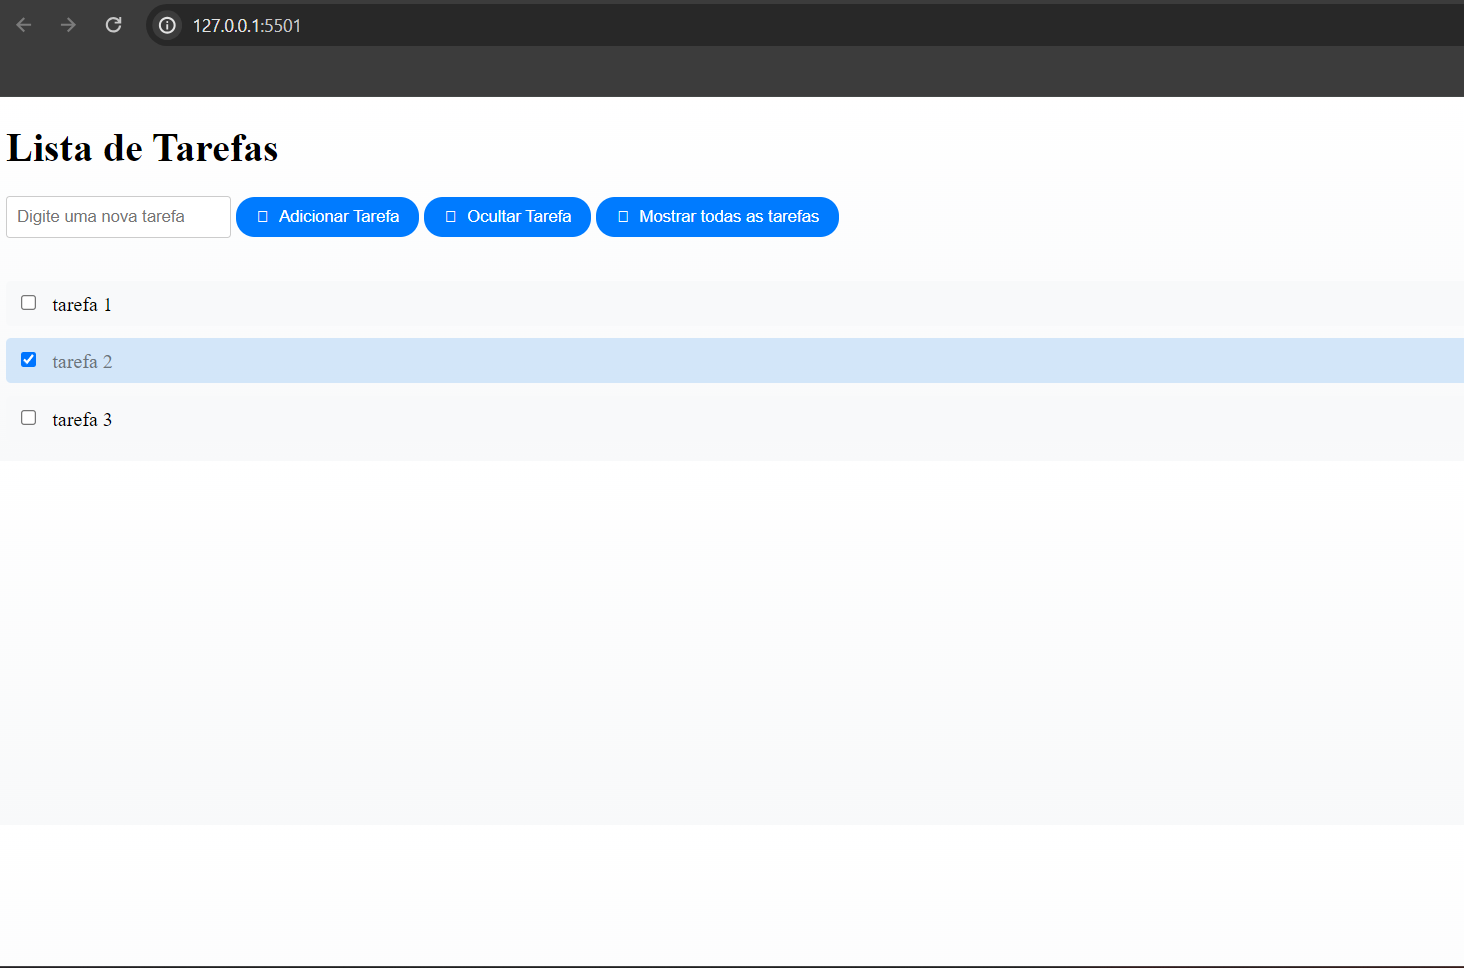 127.0.0.1:5501
Lista de Tarefas
Digite uma nova tarefa Adicionar Tarefa Ocultar Tarefa Mostrar todas as tarefas
tarefa 1
tarefa 2
tarefa 3